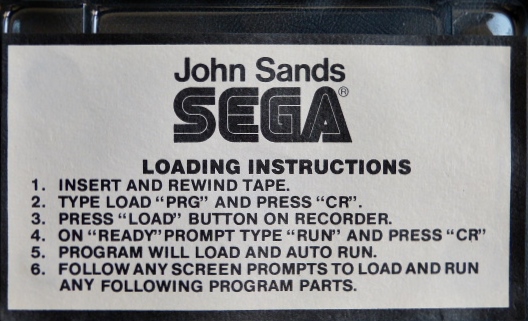 John Sands
SEGA®
LOADING INSTRUCTIONS
1. INSERT AND REWIND TAPE.
2. TYPE LOAD "PRG" AND PRESS "CR".
3. PRESS "LOAD" BUTTON ON RECORDER.
4. ON "READY" PROMPT TYPE "RUN" AND PRESS "CR"
5. PROGRAM WILL LOAD AND AUTO RUN.
6. FOLLOW ANY SCREEN PROMPTS TO LOAD AND RUN
ANY FOLLOWING PROGRAM PARTS.